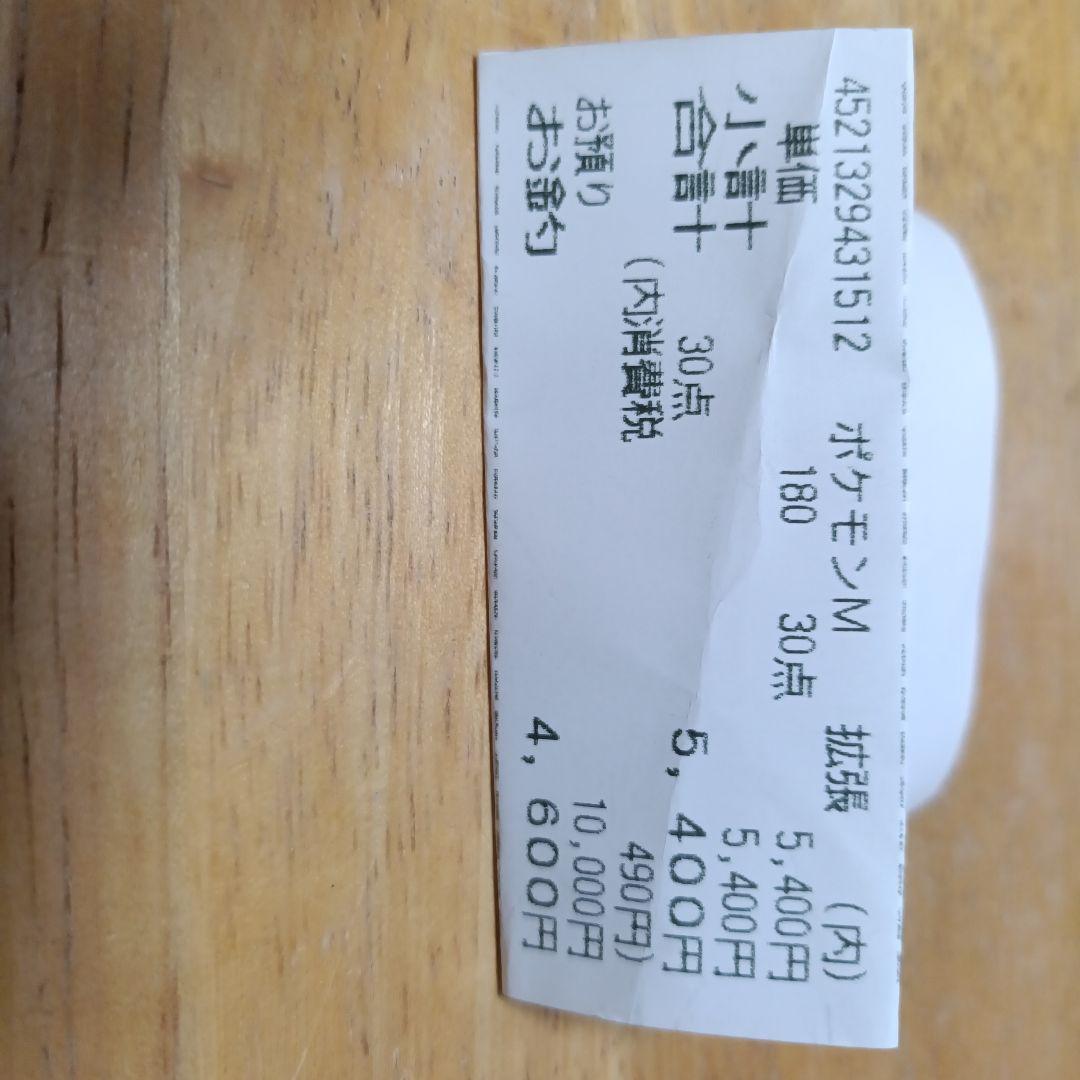 4521329431512 ポケモンM 拡張 (内)
単価 180 30点 5,400円
小計 5,400円
合計 30点 5,400円
(内消費税 490円)
お預り 10,000円
お釣 4,600円